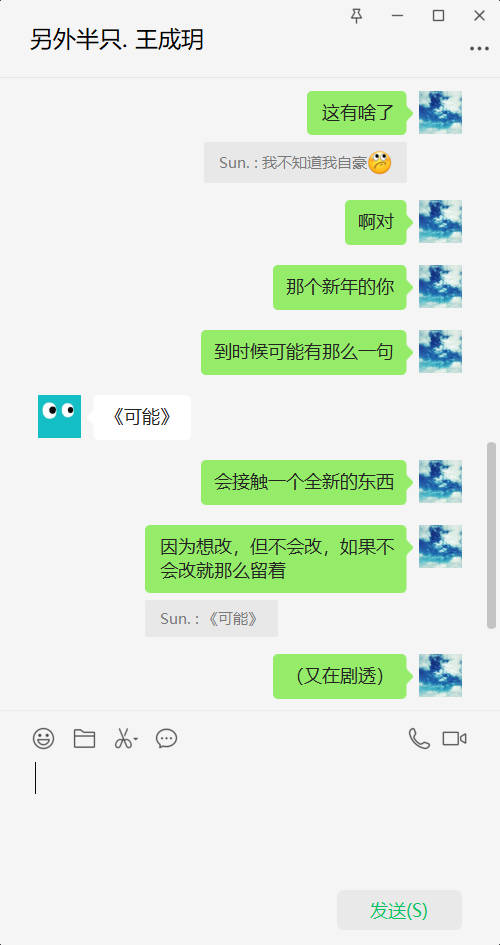 另外半只. 王成玥
这有啥了
Sun. : 我不知道我自豪
啊对
那个新年的你
到时候可能有那么一句
《可能》
会接触一个全新的东西
因为想改，但不会改，如果不
会改就那么留着
Sun. : 《可能》
（又在剧透）
发送(S)